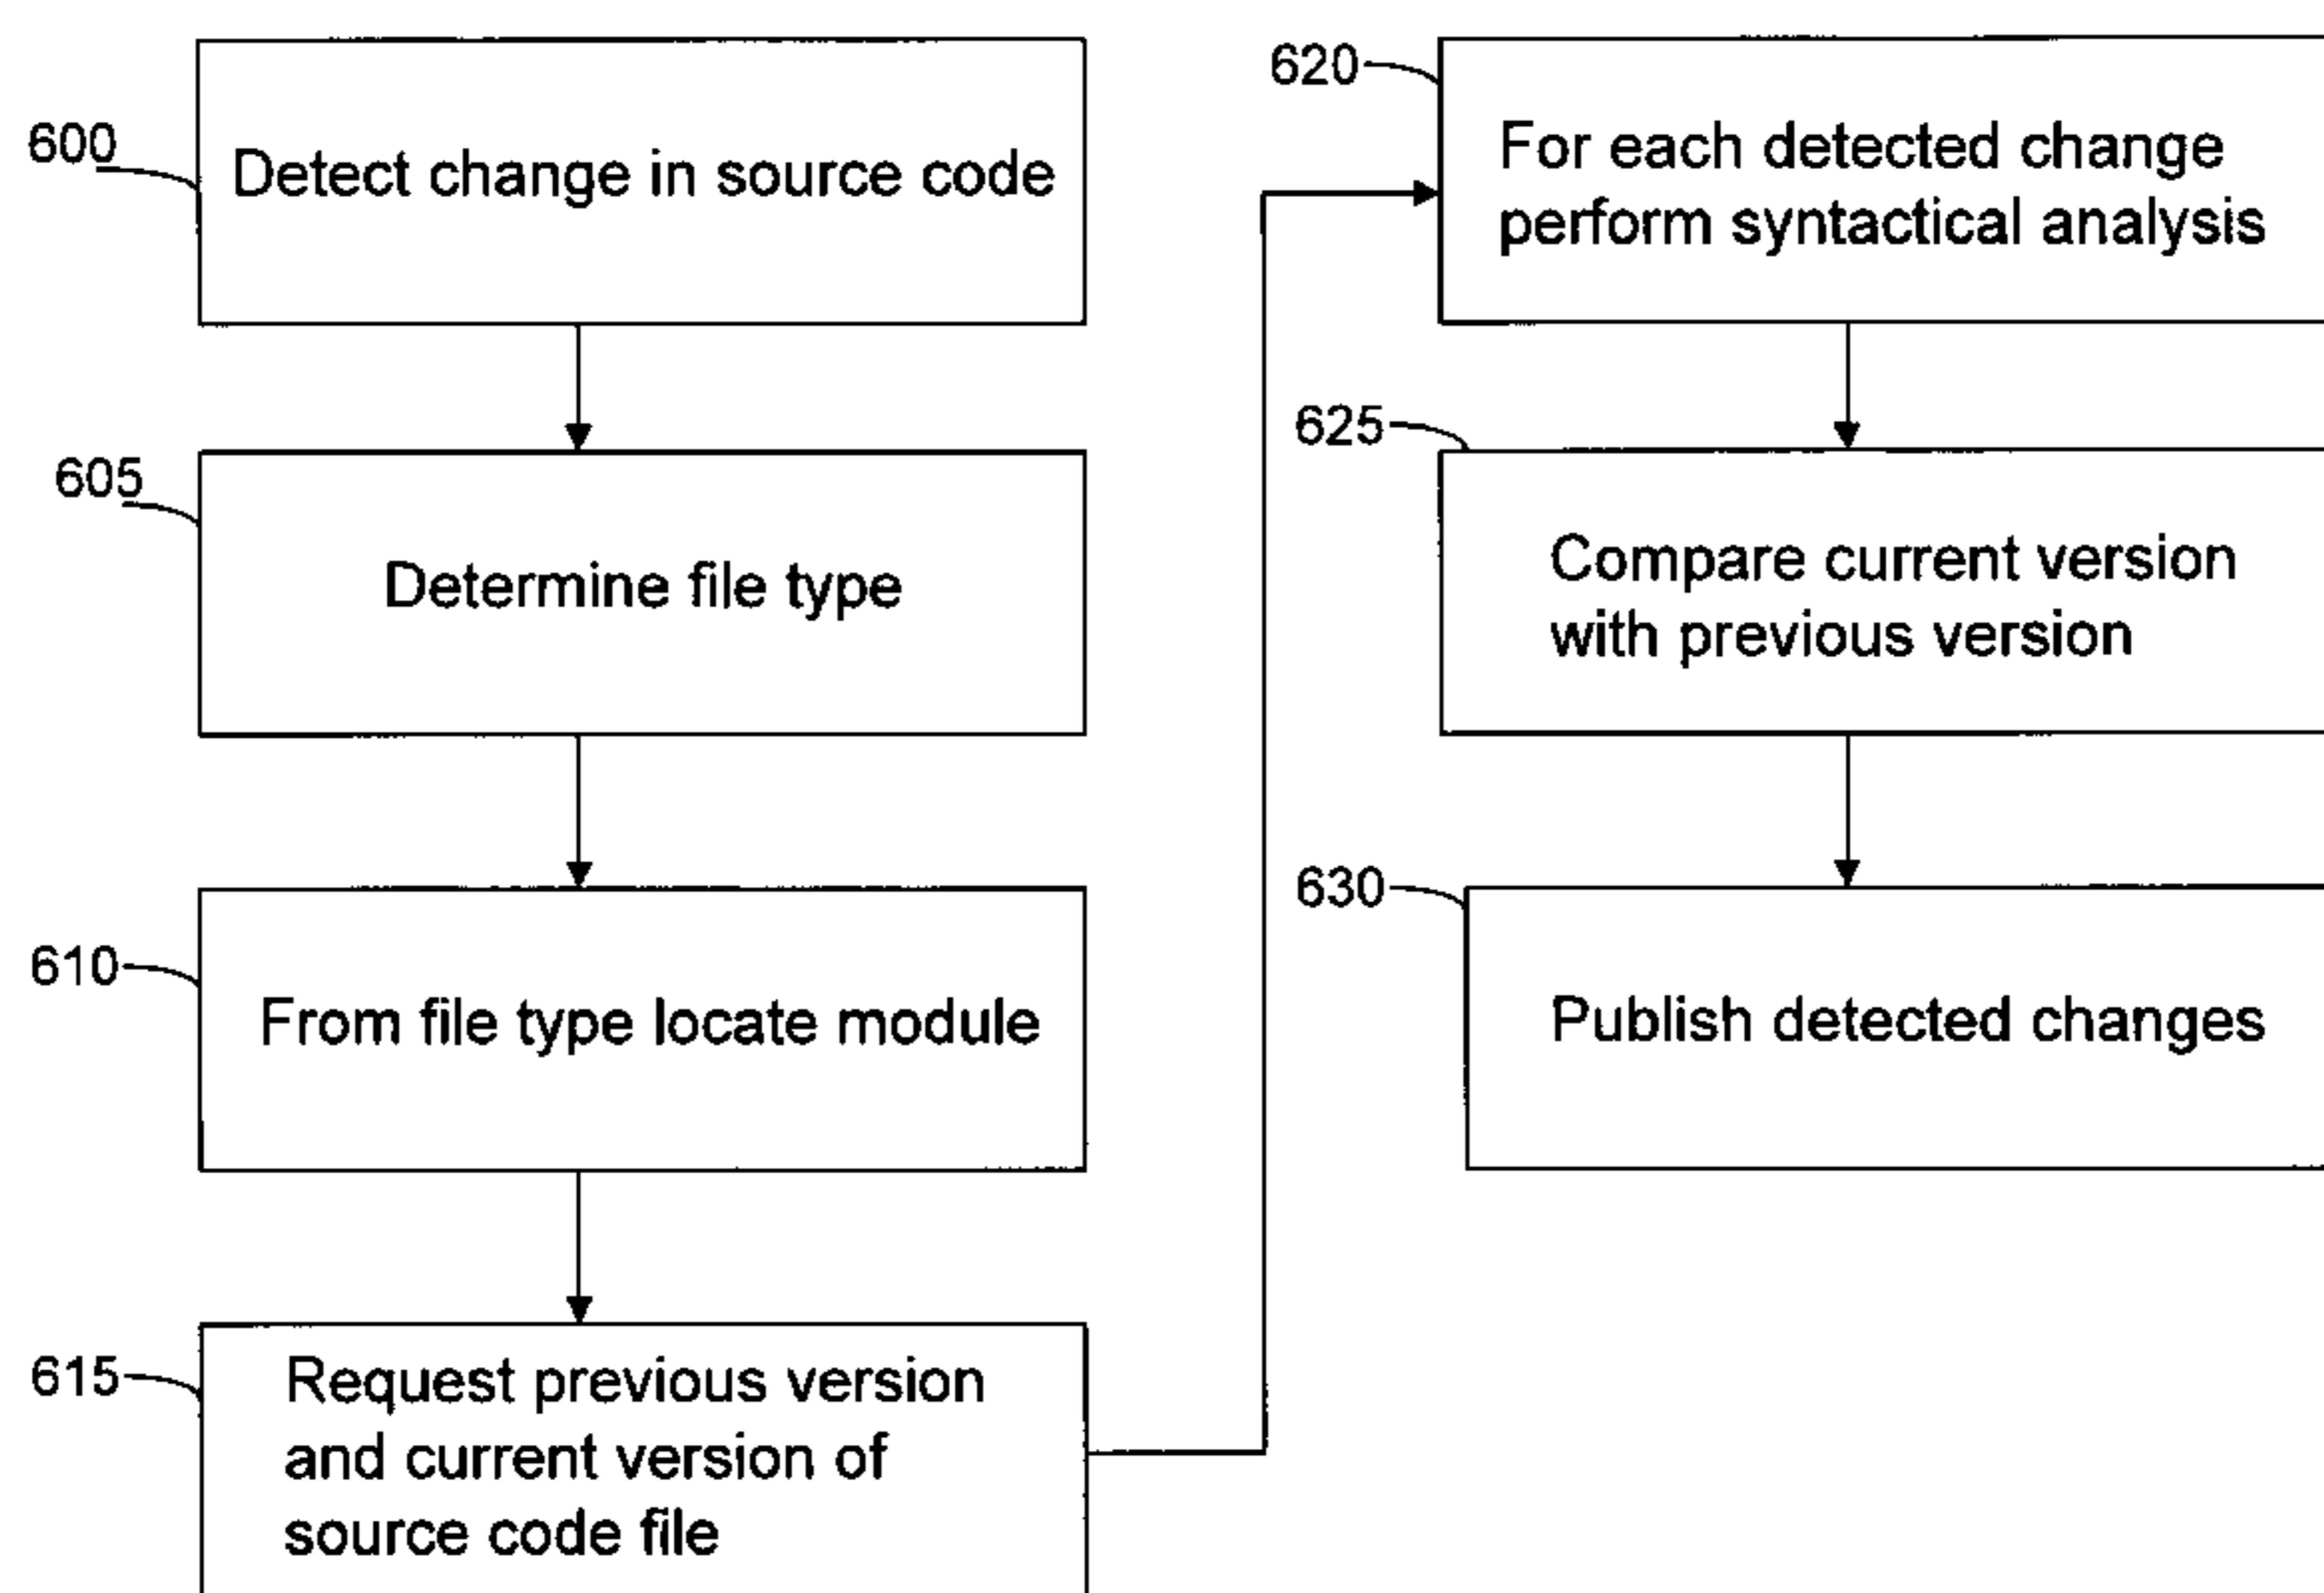 600
Detect change in source code
605
Determine file type
610
From file type locate module
615
Request previous version
and current version of
source code file
620
For each detected change
perform syntactical analysis
625
Compare current version
with previous version
630
Publish detected changes